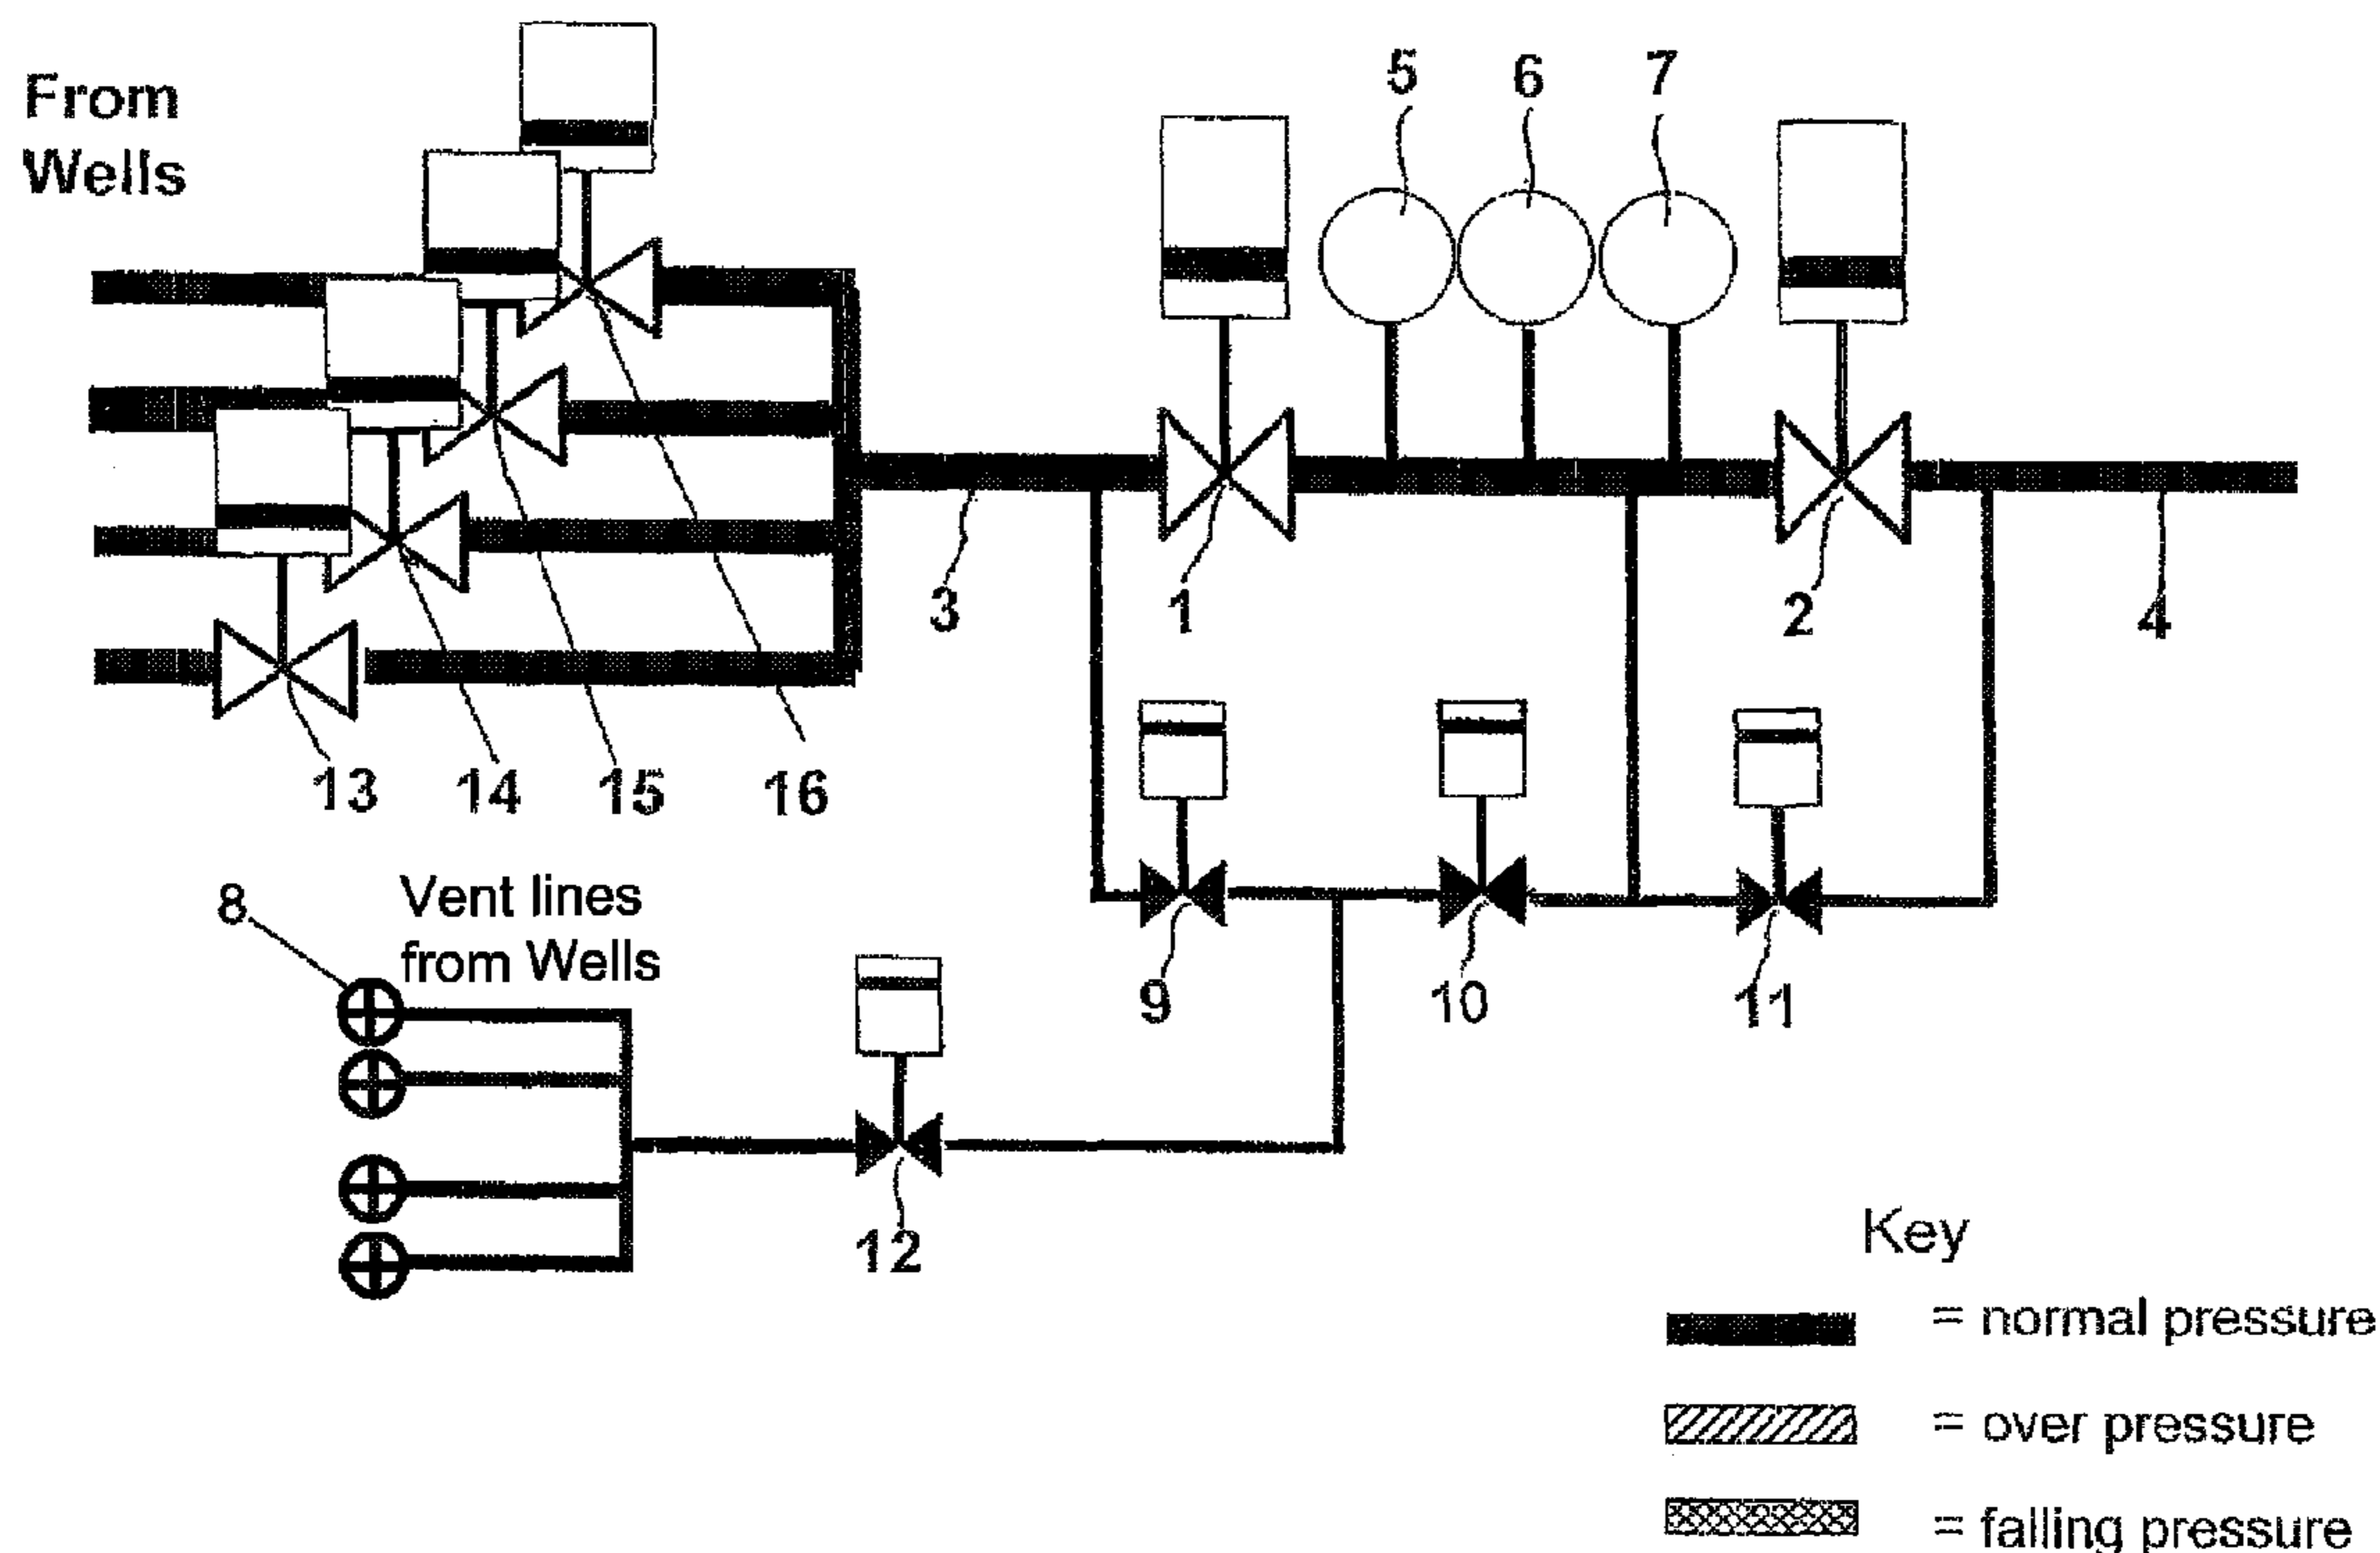 From
Wells
5
6
7
3
1
2
4
13
14
15
16
8
Vent lines
from Wells
9
10
11
12
Key
= normal pressure
= over pressure
= falling pressure